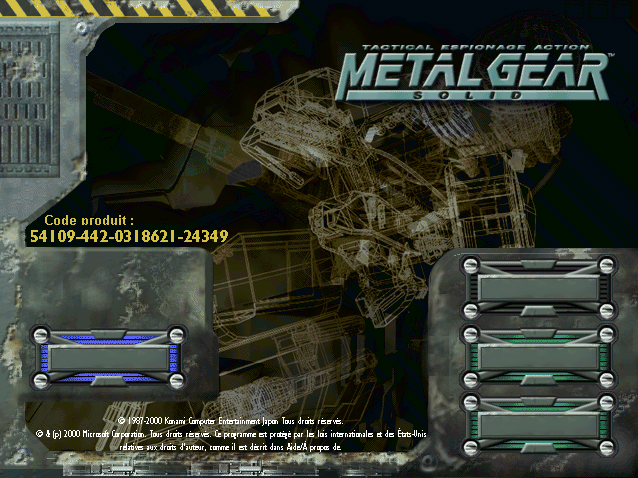 TACTICAL ESPIONAGE ACTION
METAL GEAR™
SOLID
Code produit :
54109-442-0318621-24349
© 1987-2000 Konami Computer Entertainment Japan Tous droits réservés.
© & (p) 2000 Microsoft Corporation. Tous droits réservés. Ce programme est protégé par les lois internationales et des États-Unis
relatives aux droits d'auteur, comme il est décrit dans Aide/À propos de.